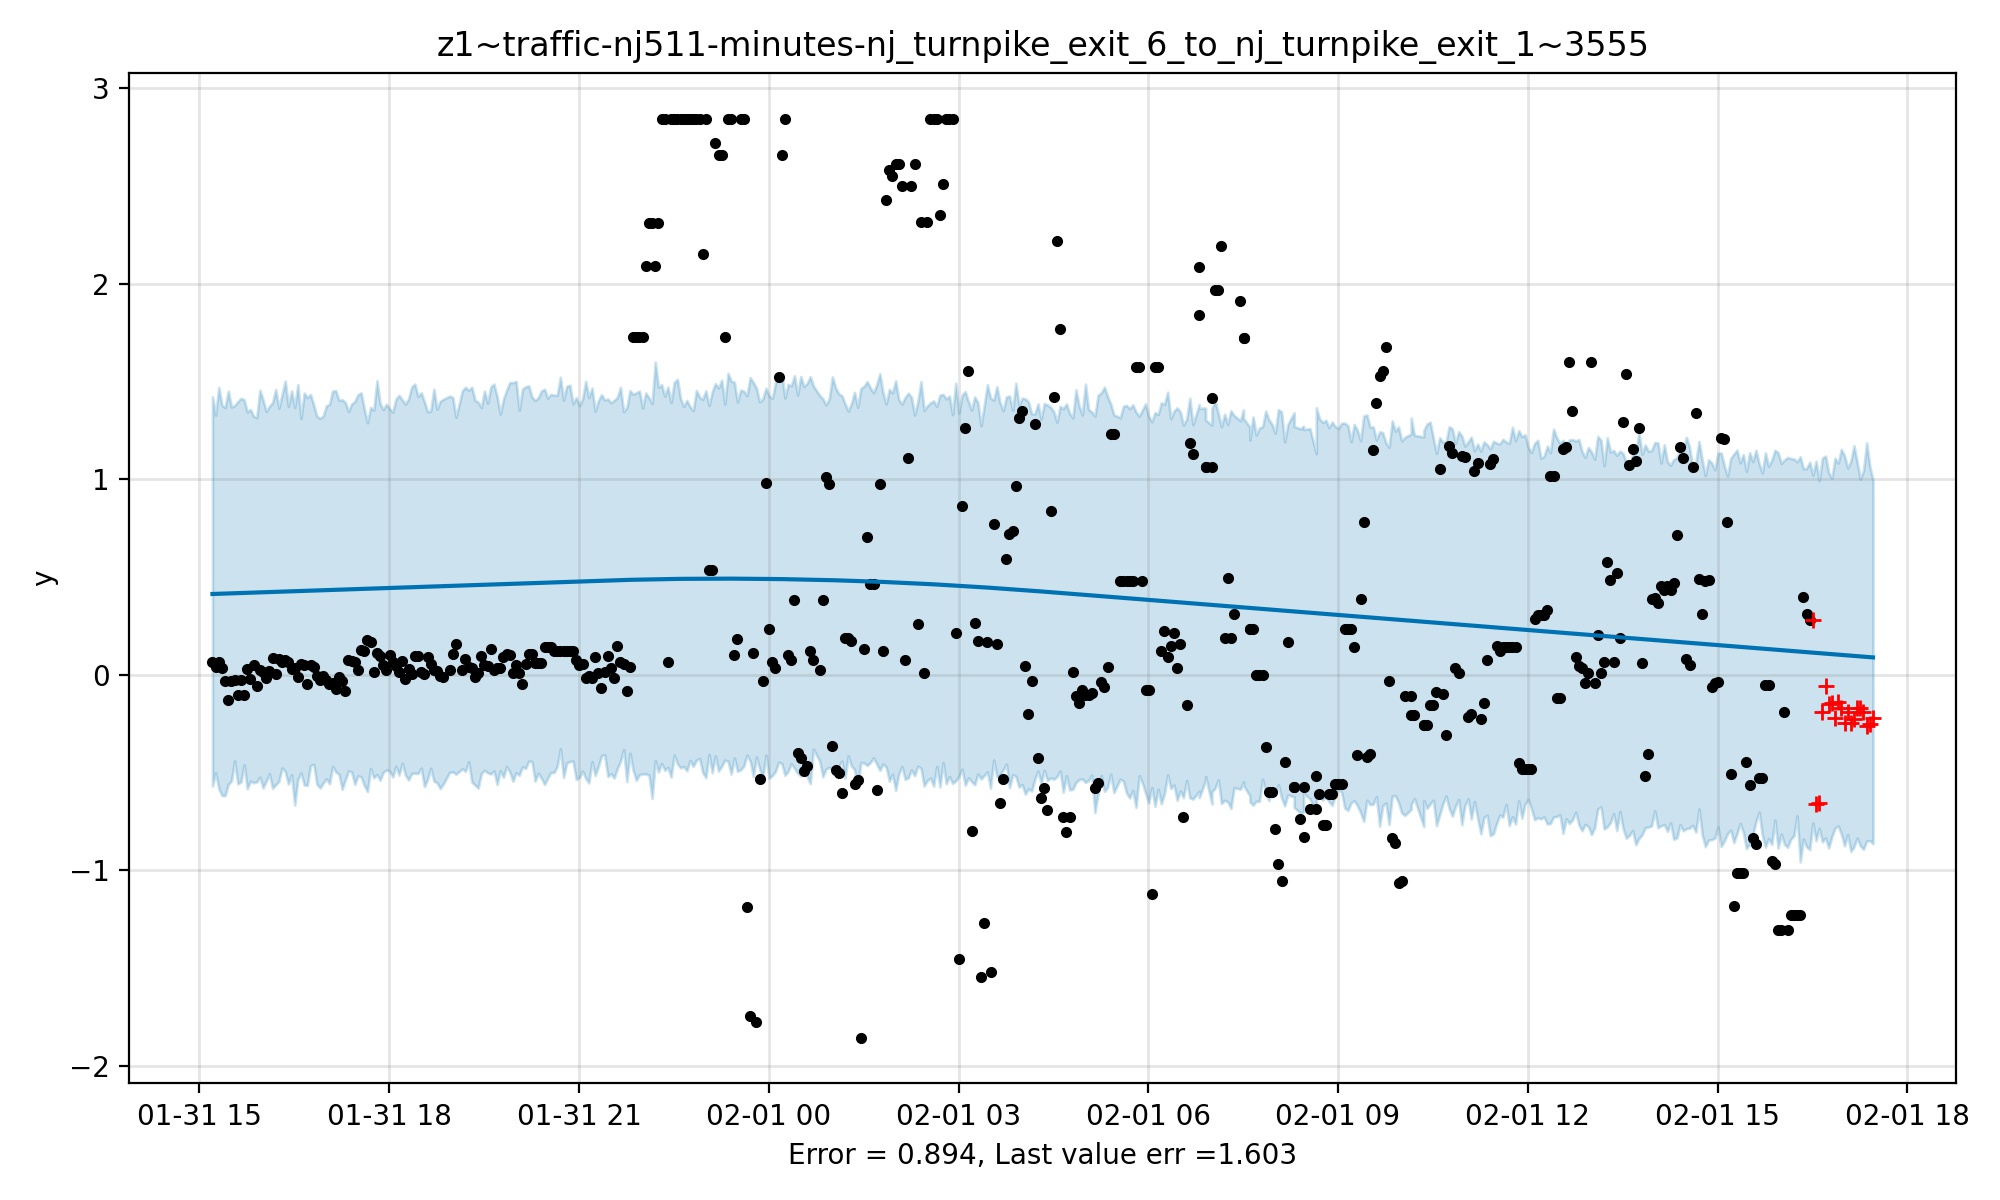 z1~traffic-nj511-minutes-nj_turnpike_exit_6_to_nj_turnpike_exit_1~3555
3
2
1
0
−1
−2
y
01-31 15 01-31 18 01-31 21 02-01 00 02-01 03 02-01 06 02-01 09 02-01 12 02-01 15 02-01 18
Error = 0.894, Last value err =1.603